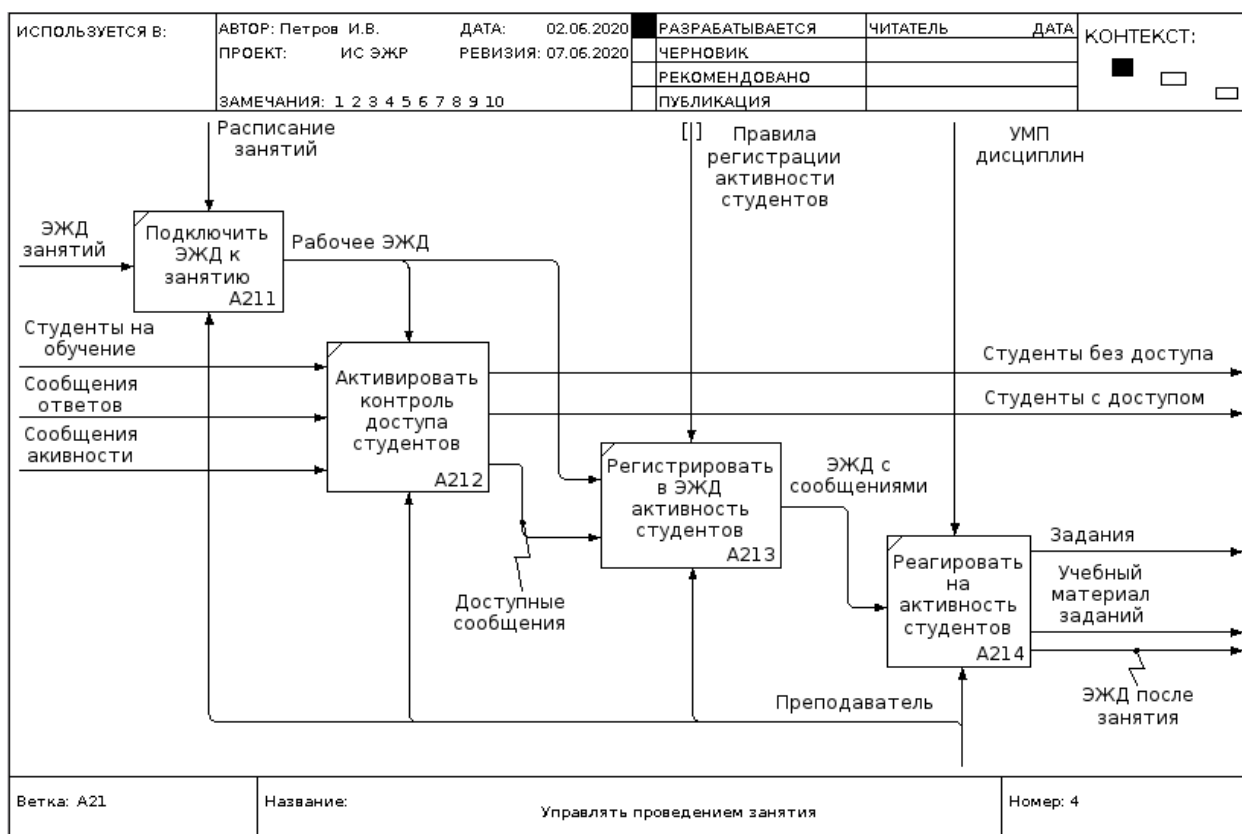 ИСПОЛЬЗУЕТСЯ В:
АВТОР: Петров И.В.
ДАТА: 02.06.2020
ПРОЕКТ: ИС ЭЖР
РЕВИЗИЯ: 07.06.2020
ЗАМЕЧАНИЯ: 1 2 3 4 5 6 7 8 9 10
РАЗРАБАТЫВАЕТСЯ
ЧЕРНОВИК
РЕКОМЕНДОВАНО
ПУБЛИКАЦИЯ
ЧИТАТЕЛЬ
ДАТА
КОНТЕКСТ:
Расписание
занятий
[ ]
Правила
регистрации
активности
студентов
УМП
дисциплин
ЭЖД
занятий
Подключить
ЭЖД к
занятию
A211
Рабочее ЭЖД
Студенты на
обучение
Сообщения
ответов
Сообщения
акивности
Активировать
контроль
доступа
студентов
A212
Студенты без доступа
Студенты с доступом
Регистрировать
в ЭЖД
активность
студентов
A213
ЭЖД с
сообщениями
Доступные
сообщения
Реагировать
на
активность
студентов
A214
Задания
Учебный
материал
заданий
ЭЖД после
занятия
Преподаватель
Ветка: A21
Название:
Управлять проведением занятия
Номер: 4